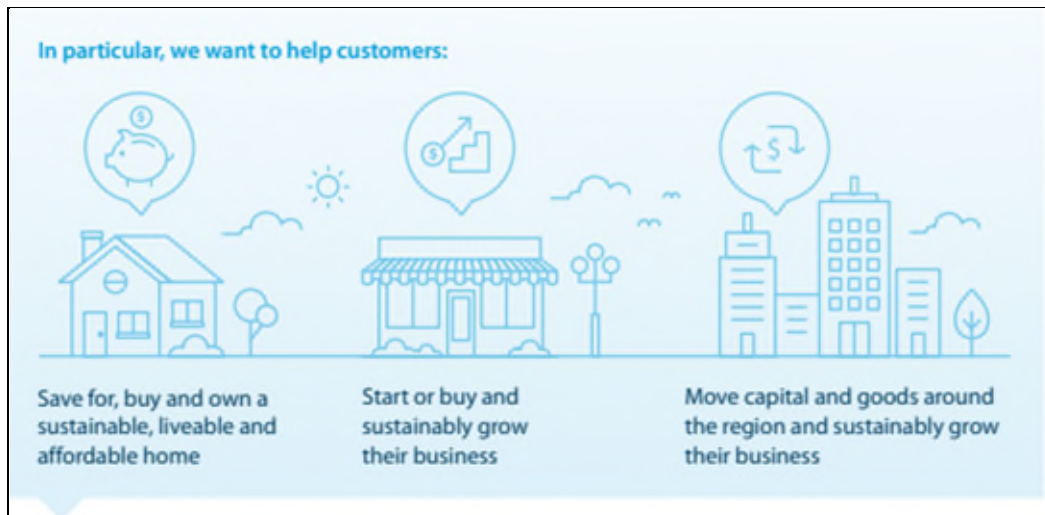 In particular, we want to help customers:
$
$
$
Save for, buy and own a
sustainable, liveable and
affordable home
Start or buy and
sustainably grow
their business
Move capital and goods around
the region and sustainably grow
their business